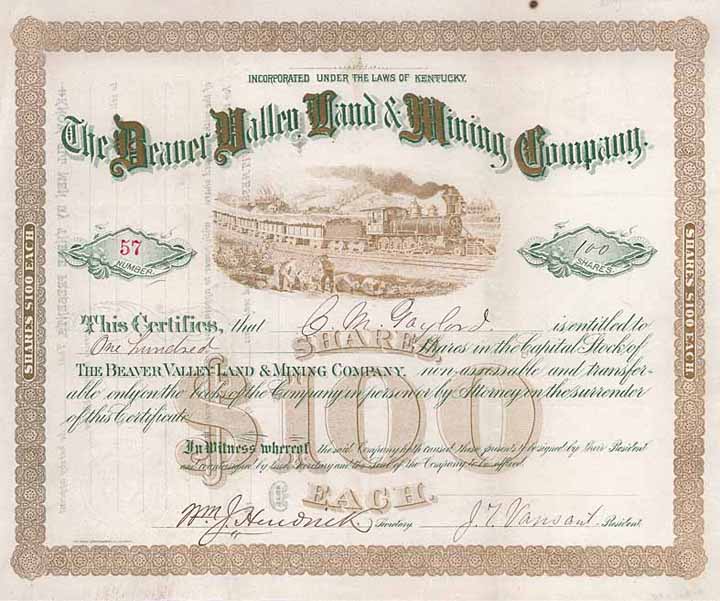 INCORPORATED UNDER THE LAWS OF KENTUCKY.
The Beaver Valley Land & Mining Company.
57
NUMBER
100
SHARES
SHARES $100 EACH
SHARES $100 EACH
This Certifies, that C. M. Gaylord. is entitled to
One hundred Shares in the Capital Stock of
THE BEAVER VALLEY LAND & MINING COMPANY. non-assessable and transfer-
able only on the books of the Company in person or by Attorney on the surrender
of this Certificate.
SHARES
$100
EACH.
In Witness whereof the said Company hath caused these presents to be signed by their President
and countersigned by their Secretary and the Seal of the Company to be affixed.
Wm. J. Hendrick Secretary
J. T. Vansant President.